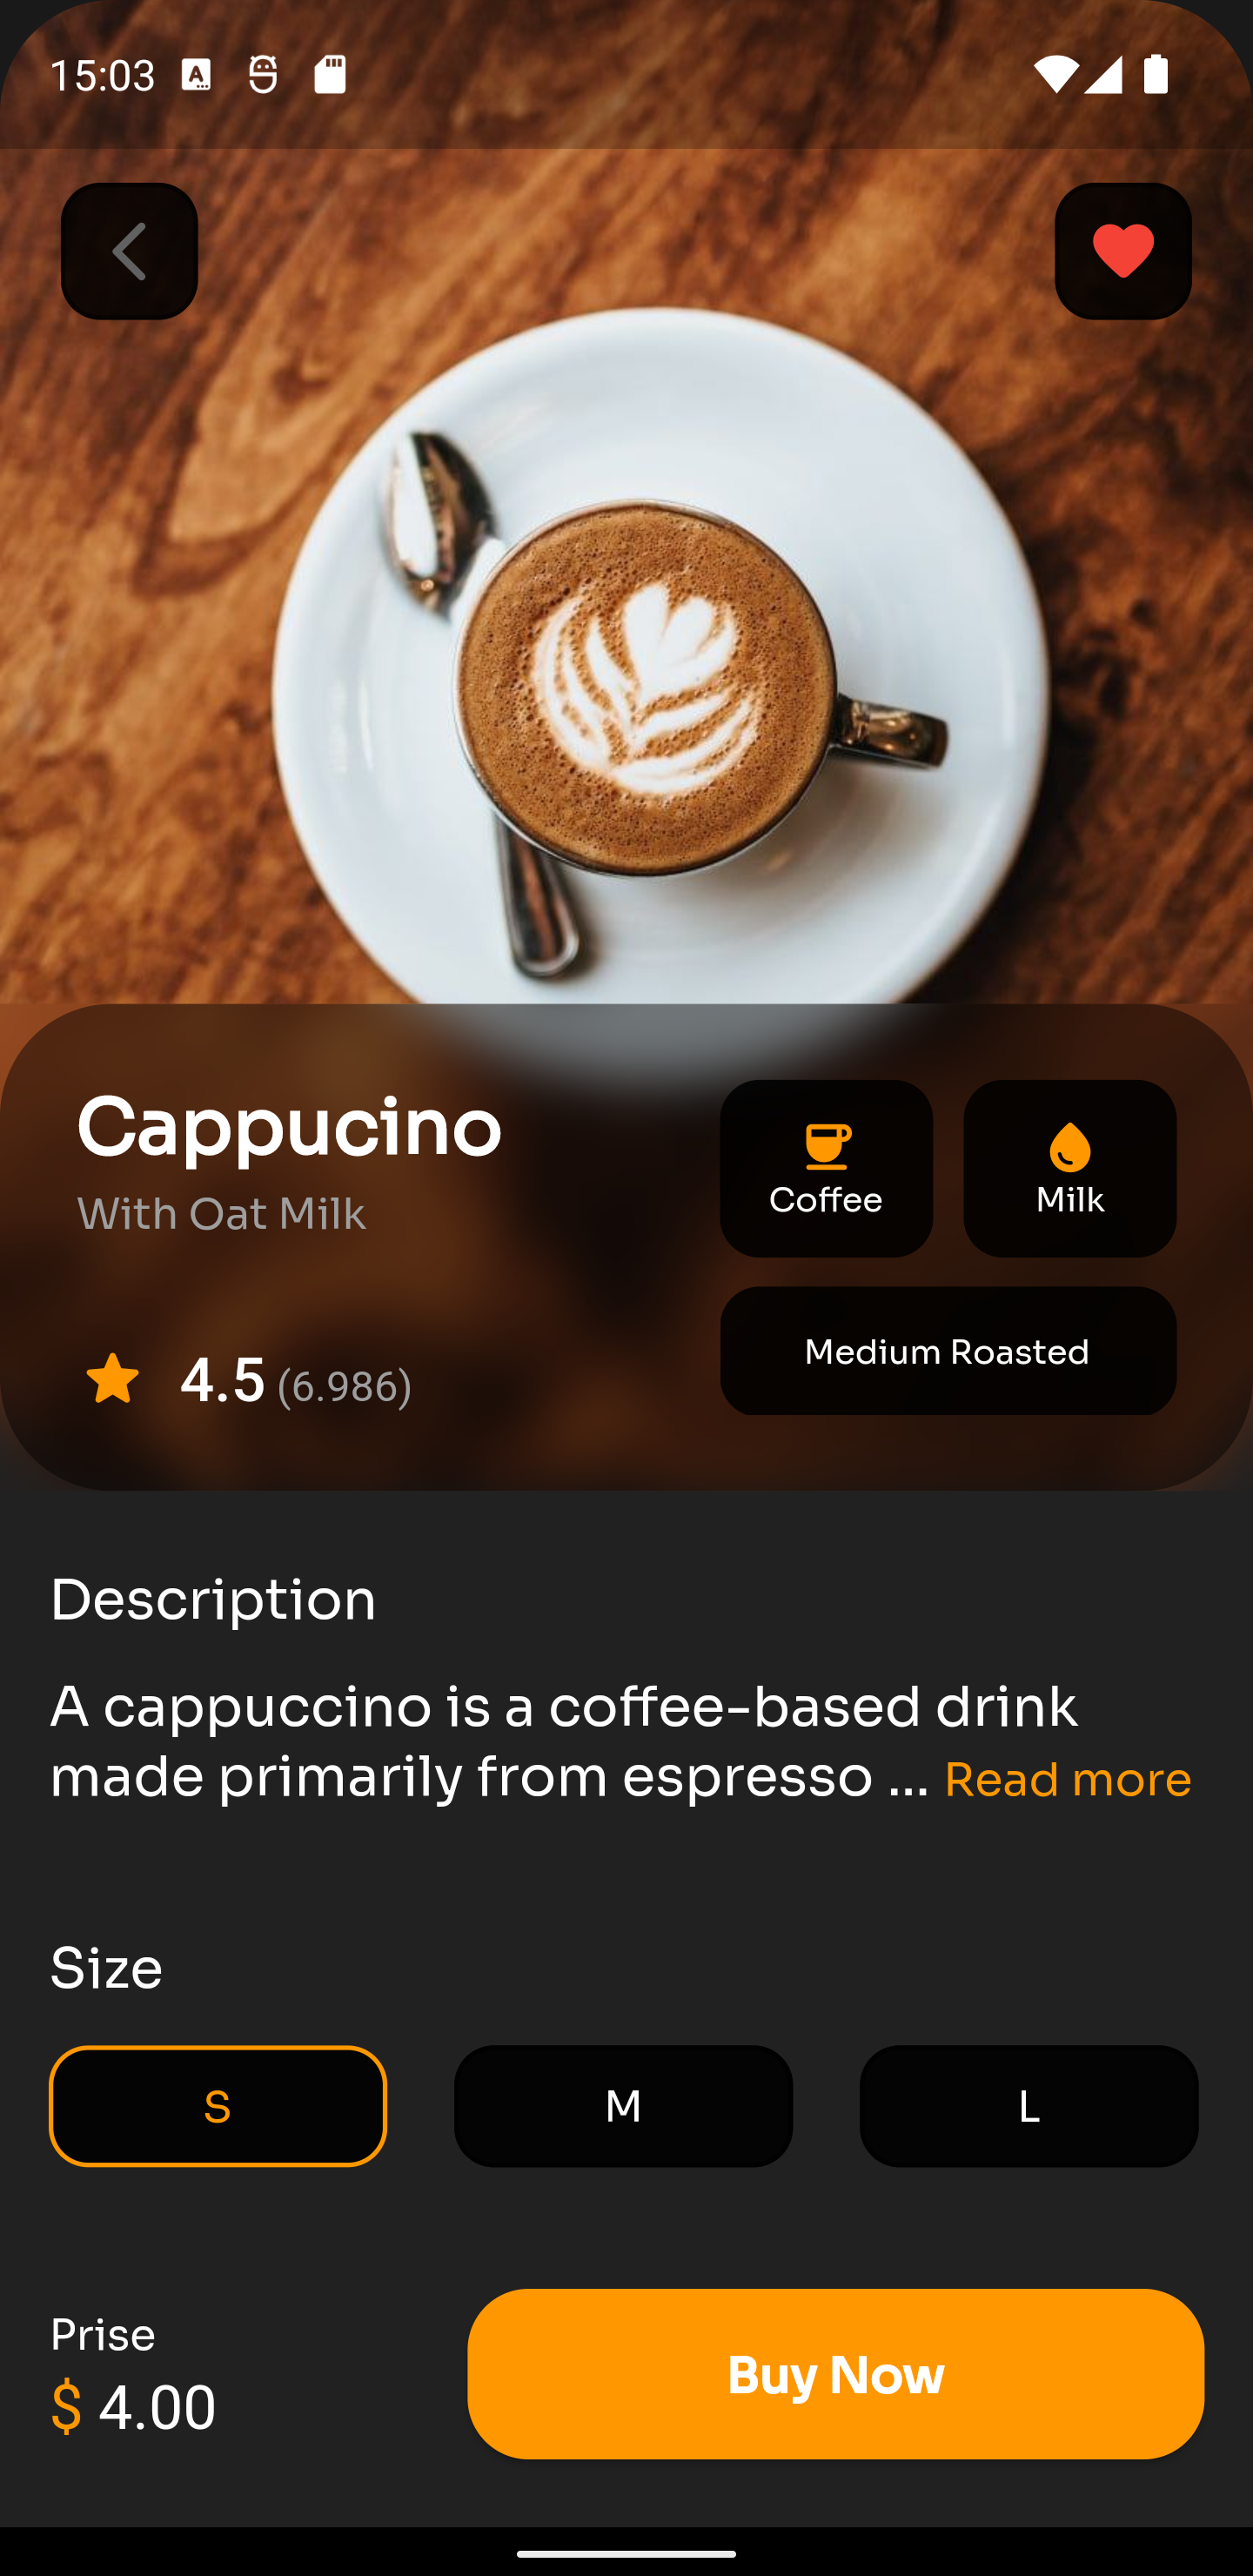 15:03
Cappucino
With Oat Milk
4.5 (6.986)
Coffee
Milk
Medium Roasted
Description
A cappuccino is a coffee-based drink
made primarily from espresso ... Read more
Size
S
M
L
Prise
$ 4.00
Buy Now